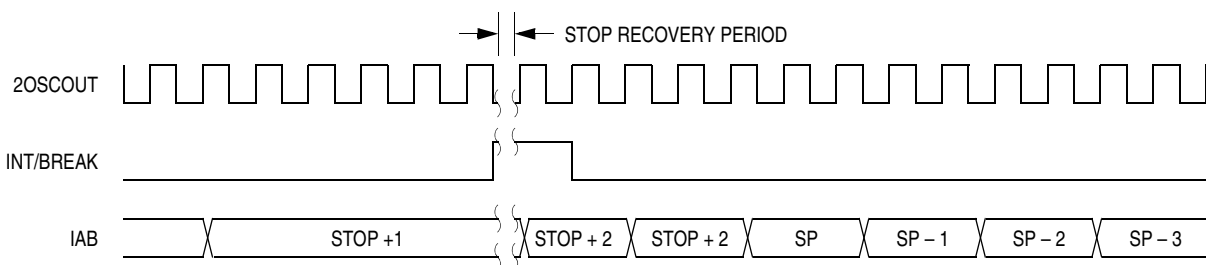 STOP RECOVERY PERIOD
2OSCOUT
INT/BREAK
IAB
STOP +1
STOP + 2
STOP + 2
SP
SP – 1
SP – 2
SP – 3